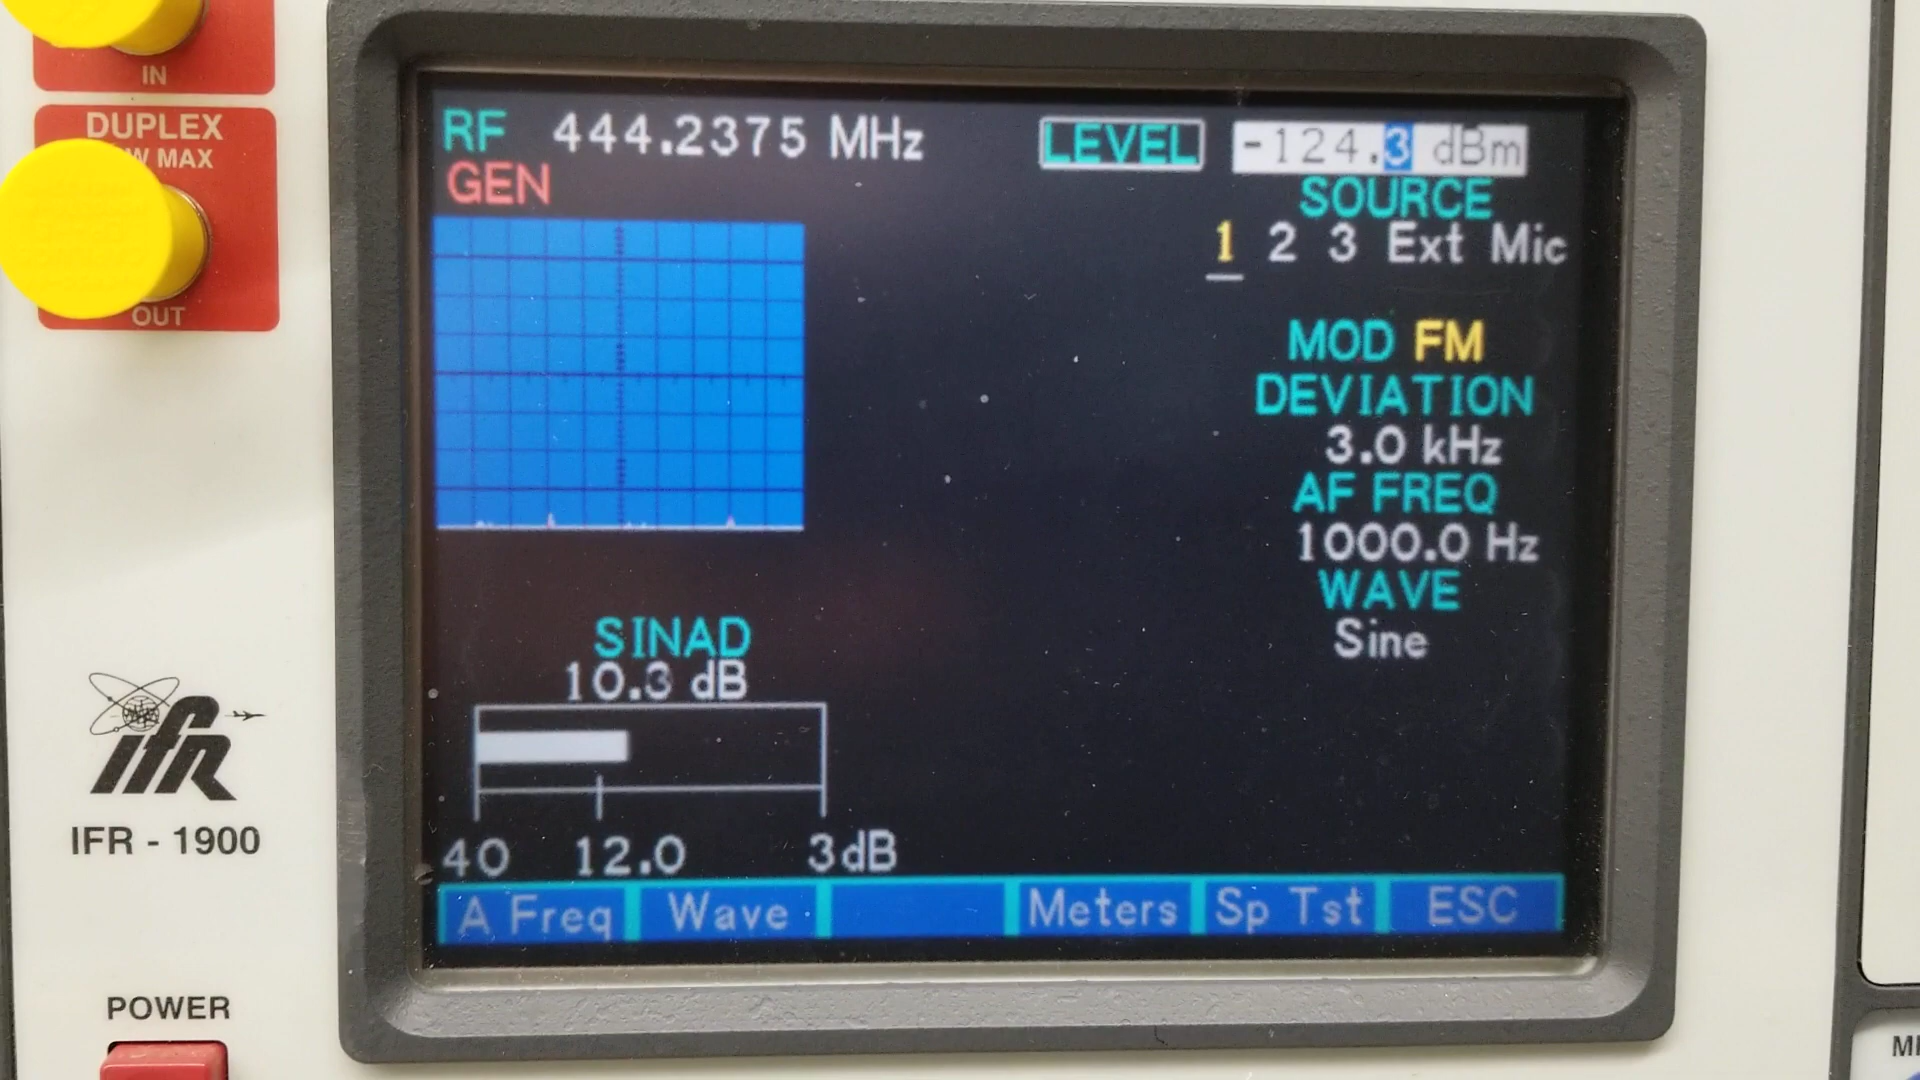 IN
DUPLEX
W MAX
OUT
ifr
IFR - 1900
POWER
RF 444.2375 MHz LEVEL -124.3 dBm
GEN
SOURCE
1 2 3 Ext Mic
MOD FM
DEVIATION
3.0 kHz
AF FREQ
1000.0 Hz
WAVE
Sine
SINAD
10.3 dB
40 12.0 3dB
A Freq Wave Meters Sp Tst ESC